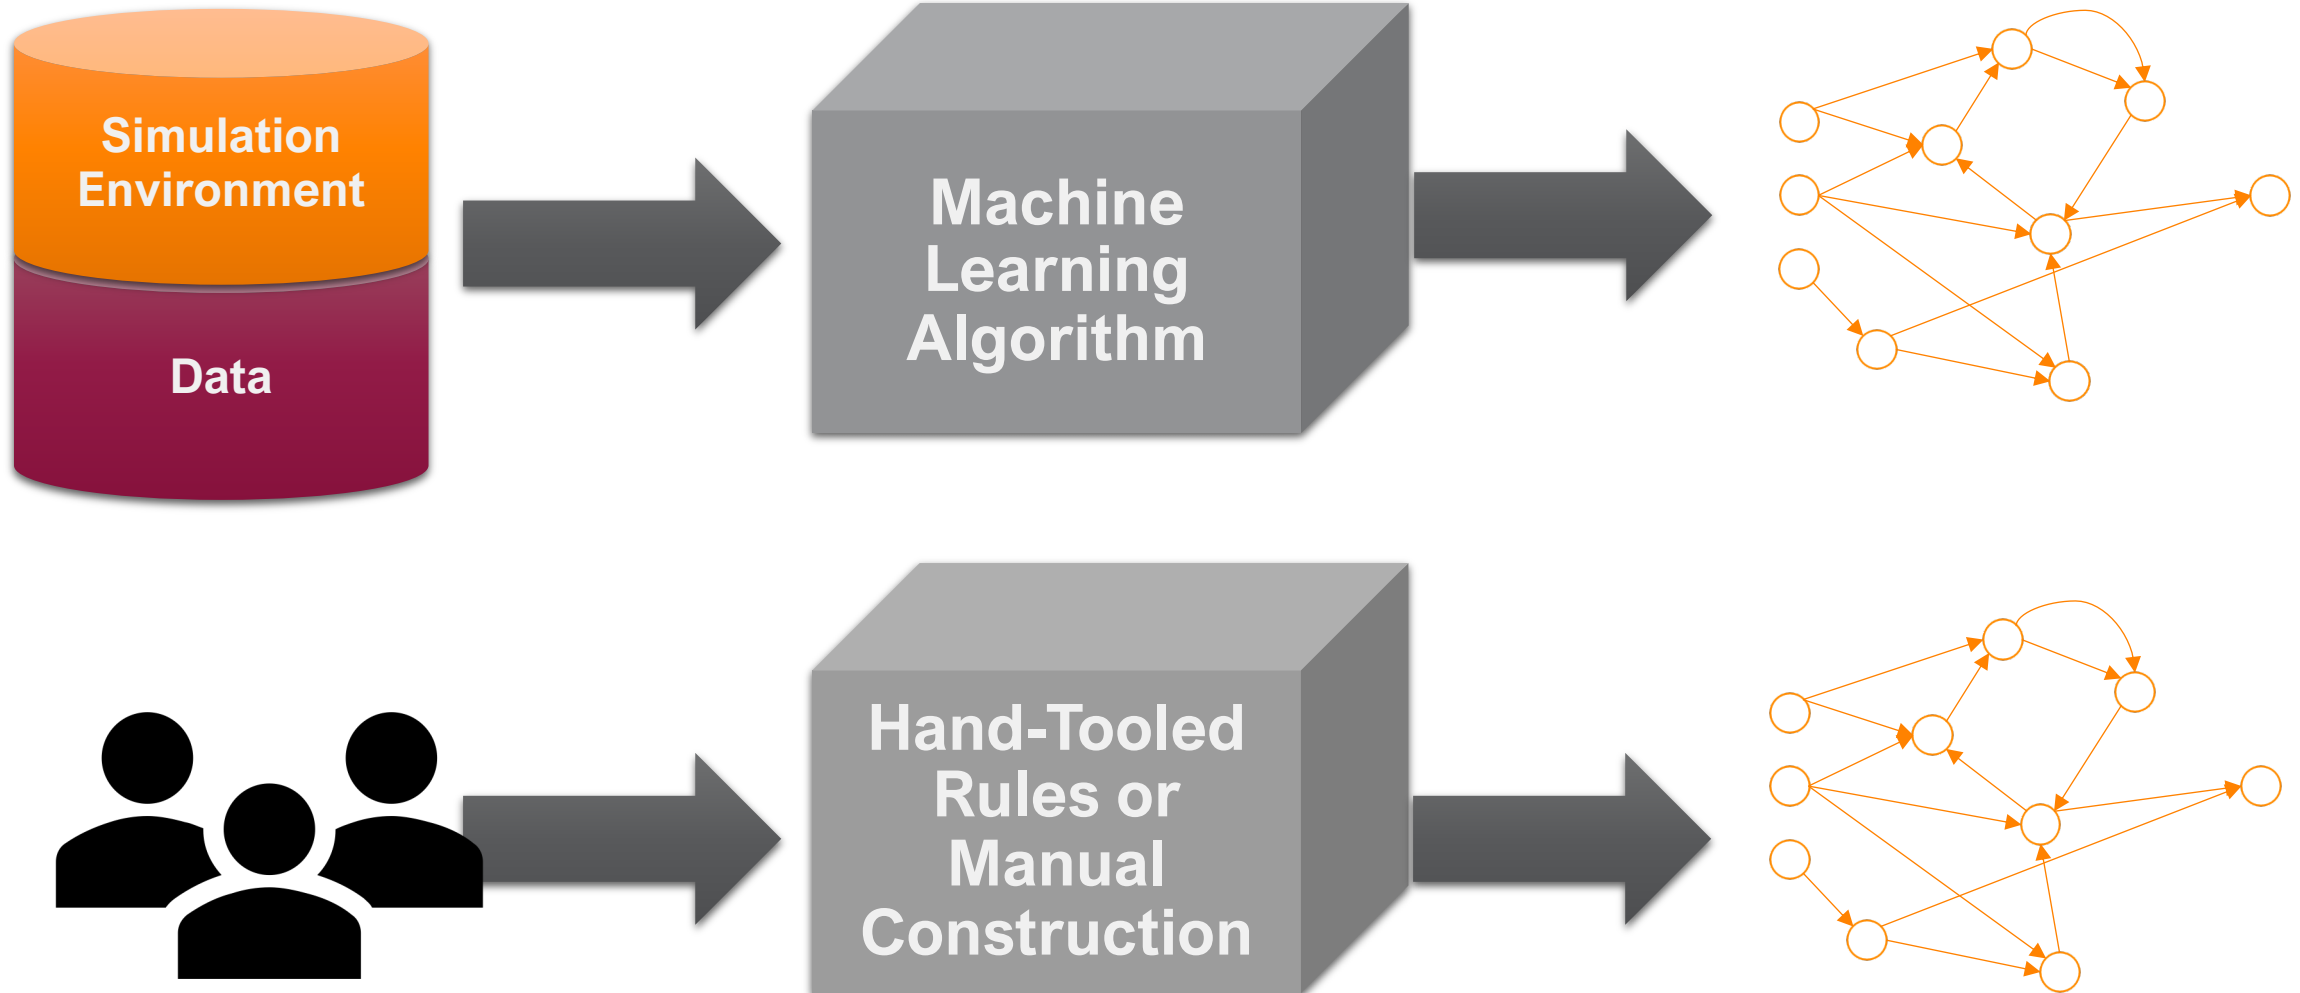 Simulation
Environment
Data
Machine
Learning
Algorithm
Hand-Tooled
Rules or
Manual
Construction